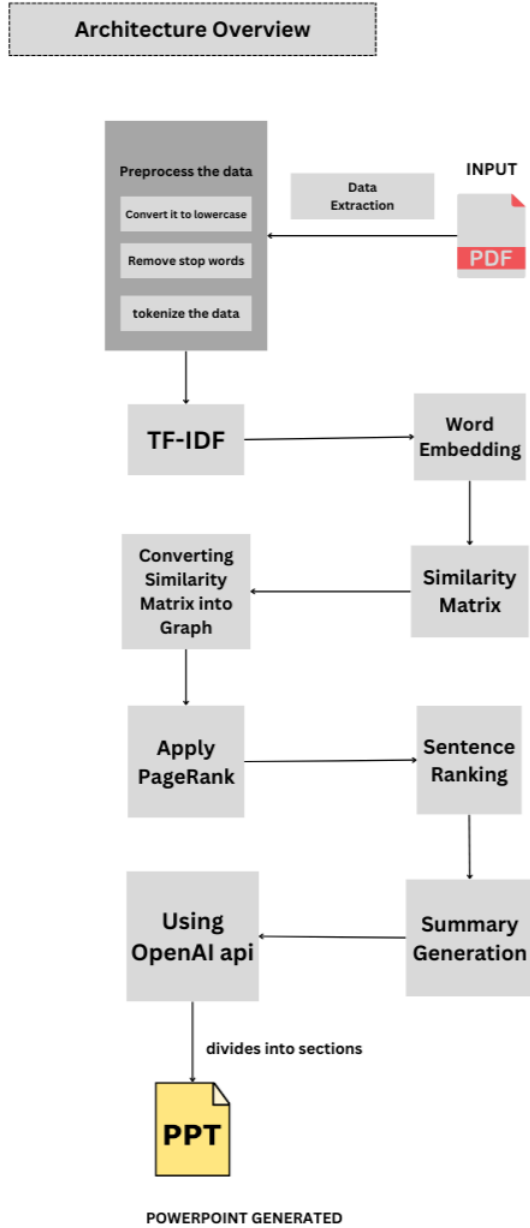 Architecture Overview
INPUT
PDF
Data
Extraction
Preprocess the data
Convert it to lowercase
Remove stop words
tokenize the data
TF-IDF
Word
Embedding
Similarity
Matrix
Converting
Similarity
Matrix into
Graph
Apply
PageRank
Sentence
Ranking
Summary
Generation
Using
OpenAI api
divides into sections
PPT
POWERPOINT GENERATED